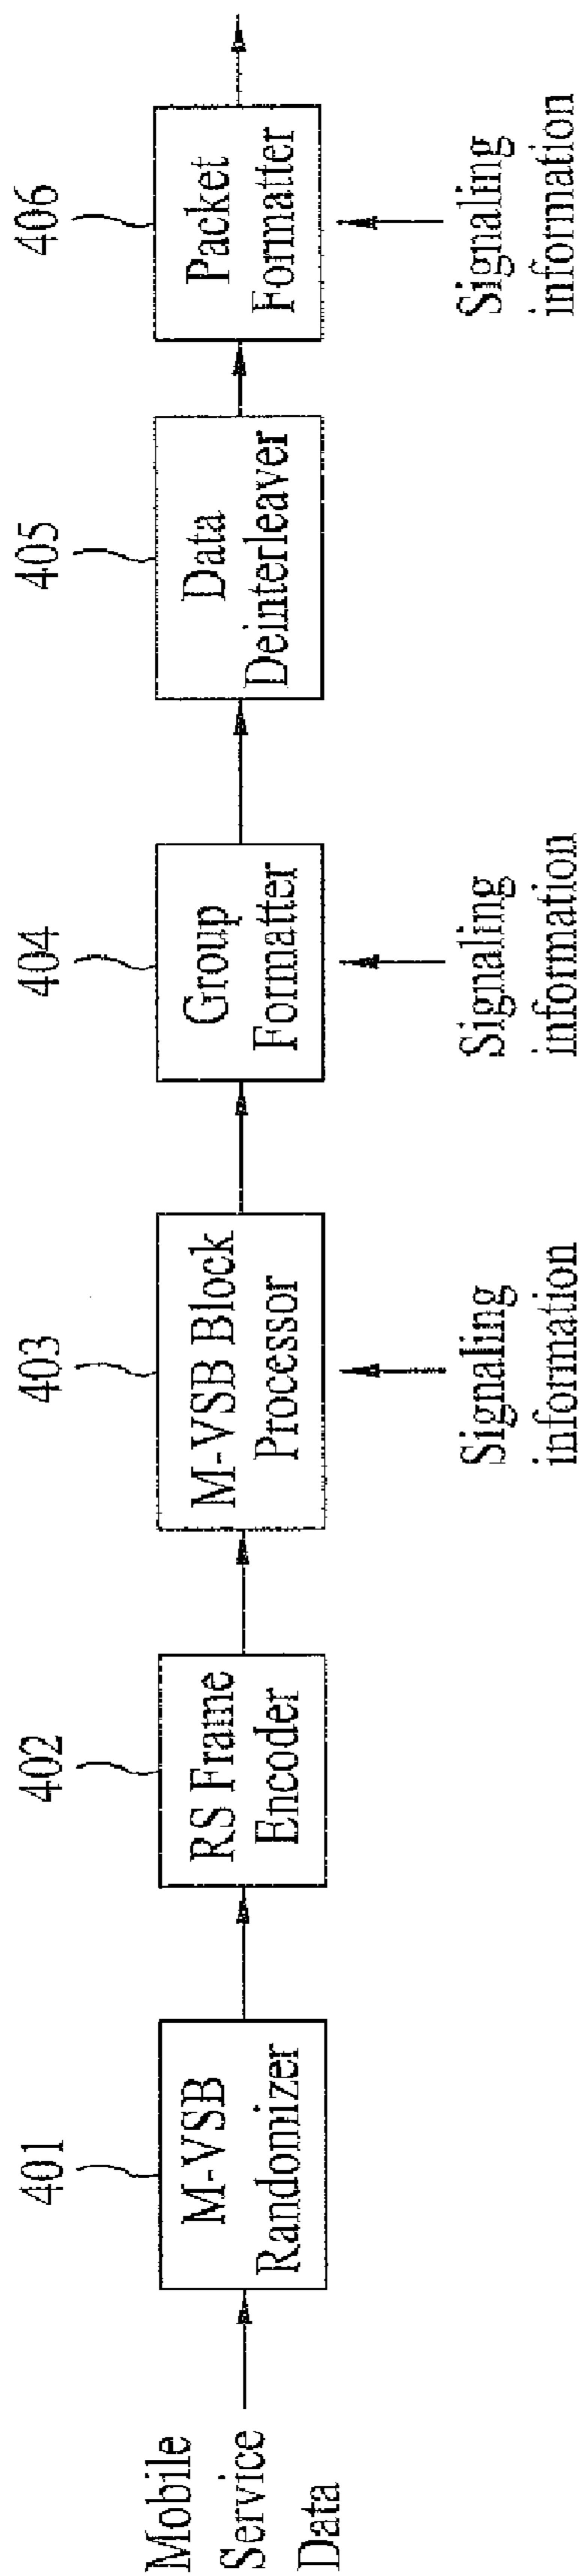 Mobile
Service
Data
401
M-VSB
Randomizer
402
RS Frame
Encoder
403
M-VSB Block
Processor
Signaling
information
404
Group
Formatter
Signaling
information
405
Data
Deinterleaver
406
Packet
Formatter
Signaling
information